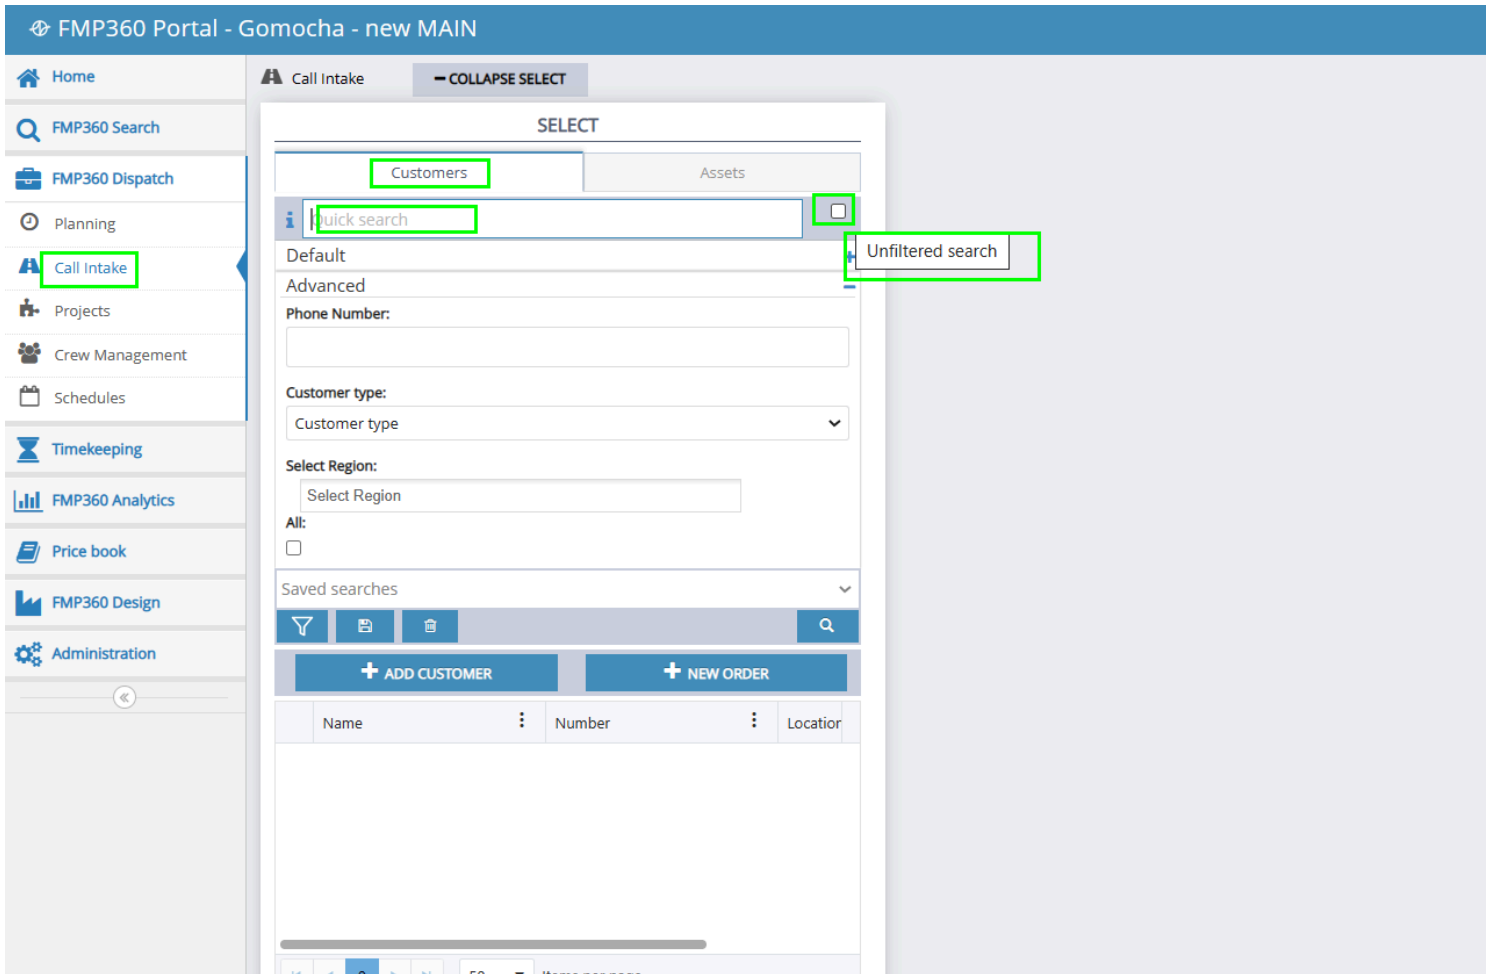 FMP360 Portal - Gomocha - new MAIN
Home
FMP360 Search
FMP360 Dispatch
Planning
Call Intake
Projects
Crew Management
Schedules
Timekeeping
FMP360 Analytics
Price book
FMP360 Design
Administration
Call Intake
COLLAPSE SELECT
SELECT
Customers
Assets
Quick search
Unfiltered search
Default
Advanced
Phone Number:
Customer type:
Customer type
Select Region:
Select Region
All:
Saved searches
ADD CUSTOMER
NEW ORDER
Name
Number
Location